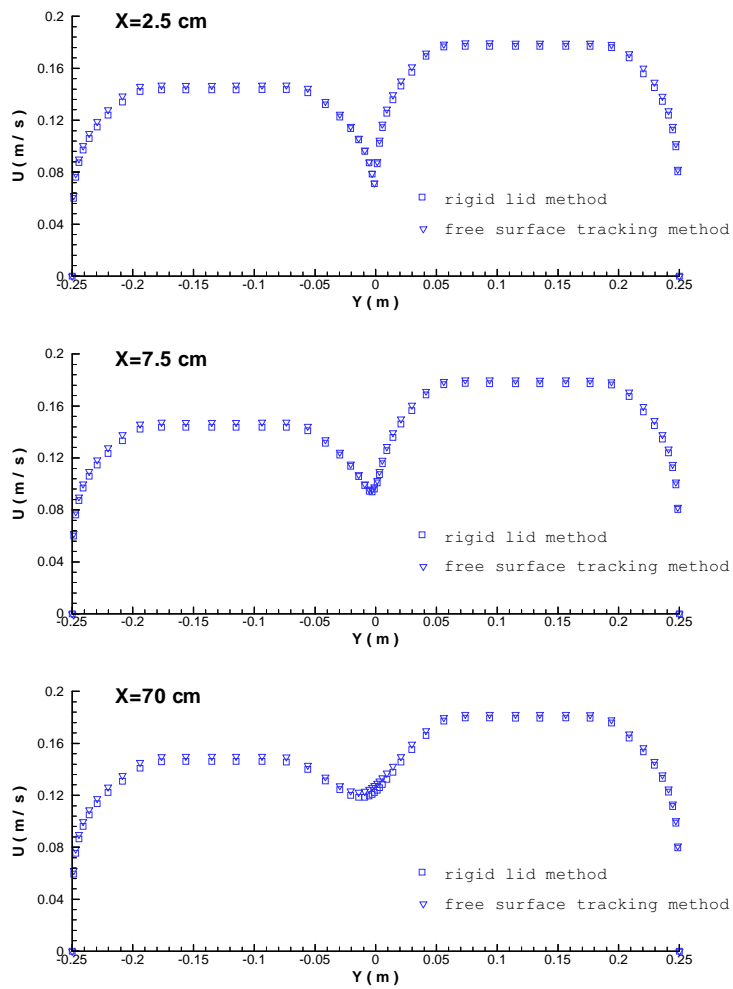 X=2.5 cm
0.2
0.16
0.12
0.08
0.04
0
U ( m / s )
rigid lid method
free surface tracking method
-0.25 -0.2 -0.15 -0.1 -0.05 0 0.05 0.1 0.15 0.2 0.25
Y ( m )
X=7.5 cm
0.2
0.16
0.12
0.08
0.04
0
U ( m / s )
rigid lid method
free surface tracking method
-0.25 -0.2 -0.15 -0.1 -0.05 0 0.05 0.1 0.15 0.2 0.25
Y ( m )
X=70 cm
0.2
0.16
0.12
0.08
0.04
0
U ( m / s )
rigid lid method
free surface tracking method
-0.25 -0.2 -0.15 -0.1 -0.05 0 0.05 0.1 0.15 0.2 0.25
Y ( m )